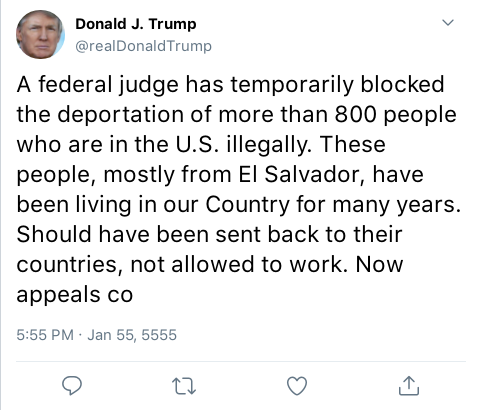 Donald J. Trump
@realDonaldTrump
A federal judge has temporarily blocked
the deportation of more than 800 people
who are in the U.S. illegally. These
people, mostly from El Salvador, have
been living in our Country for many years.
Should have been sent back to their
countries, not allowed to work. Now
appeals co
5:55 PM · Jan 55, 5555